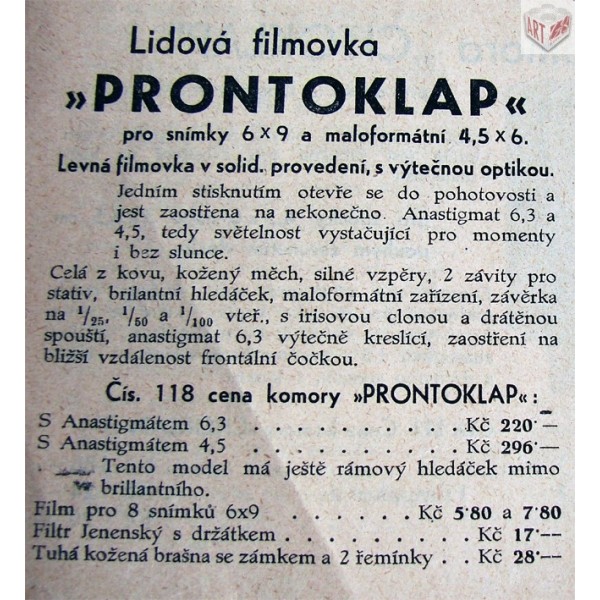 ART
Lidová filmovka
»PRONTOKLAP«
pro snímky 6×9 a maloformátní 4,5×6.
Levná filmovka v solid. provedení, s výtečnou optikou.
Jedním stisknutím otevře se do pohotovosti a
jest zaostřena na nekonečno. Anastigmat 6,3 a
4,5, tedy světelnost vystačující pro momenty
i bez slunce.
Celá z kovu, kožený měch, silné vzpěry, 2 závity pro
stativ, brilantní hledáček, maloformátní zařízení, závěrka
na 1/25, 1/50 a 1/100 vteř., s irisovou clonou a drátěnou
spouští, anastigmat 6,3 výtečně kreslící, zaostření na
bližší vzdálenost frontální čočkou.
Čís. 118 cena komory »PRONTOKLAP«:
S Anastigmátem 6,3 . . . . . . . . . Kč 220·—
S Anastigmátem 4,5 . . . . . . . . . Kč 296·—
Tento model má ještě rámový hledáček mimo
brillantního.
Film pro 8 snímků 6x9 . . . . . . Kč 5·80 a 7·80
Filtr Jenenský s držátkem . . . . . . . . Kč 17·—
Tuhá kožená brašna se zámkem a 2 řemínky . . Kč 28·—